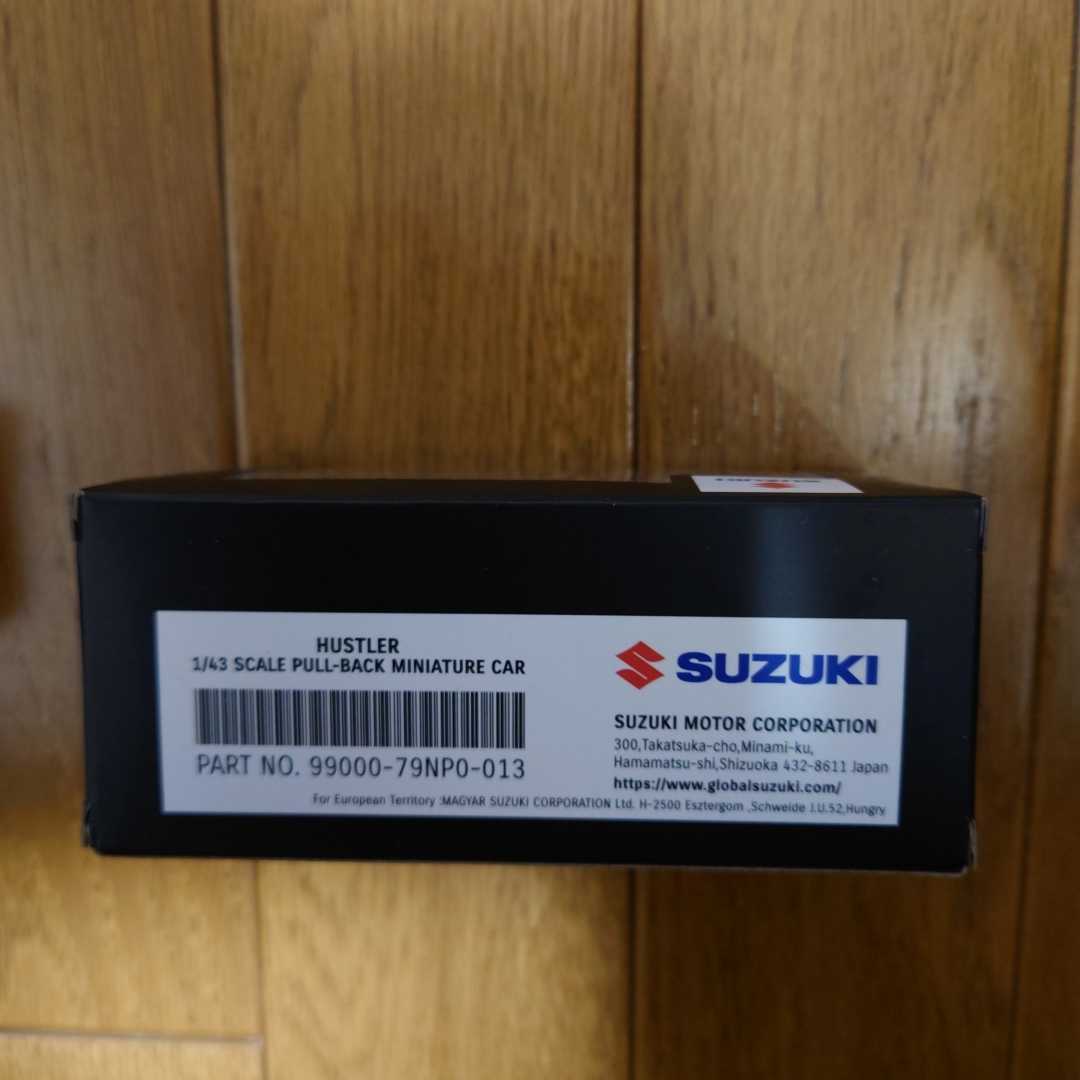 SUZUKI
HUSTLER
1/43 SCALE PULL-BACK MINIATURE CAR
PART NO. 99000-79NP0-013
SUZUKI
SUZUKI MOTOR CORPORATION
300,Takatsuka-cho,Minami-ku,
Hamamatsu-shi,Shizuoka 432-8611 Japan
https://www.globalsuzuki.com/
For European Territory :MAGYAR SUZUKI CORPORATION Ltd. H-2500 Esztergom ,Schweide J.U.52,Hungry